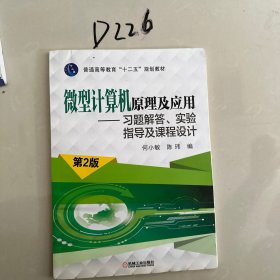 D226
普通高等教育“十二五”规划教材
微型计算机原理及应用
——习题解答、实验
指导及课程设计
第2版
何小敏 陈玮 编
机械工业出版社